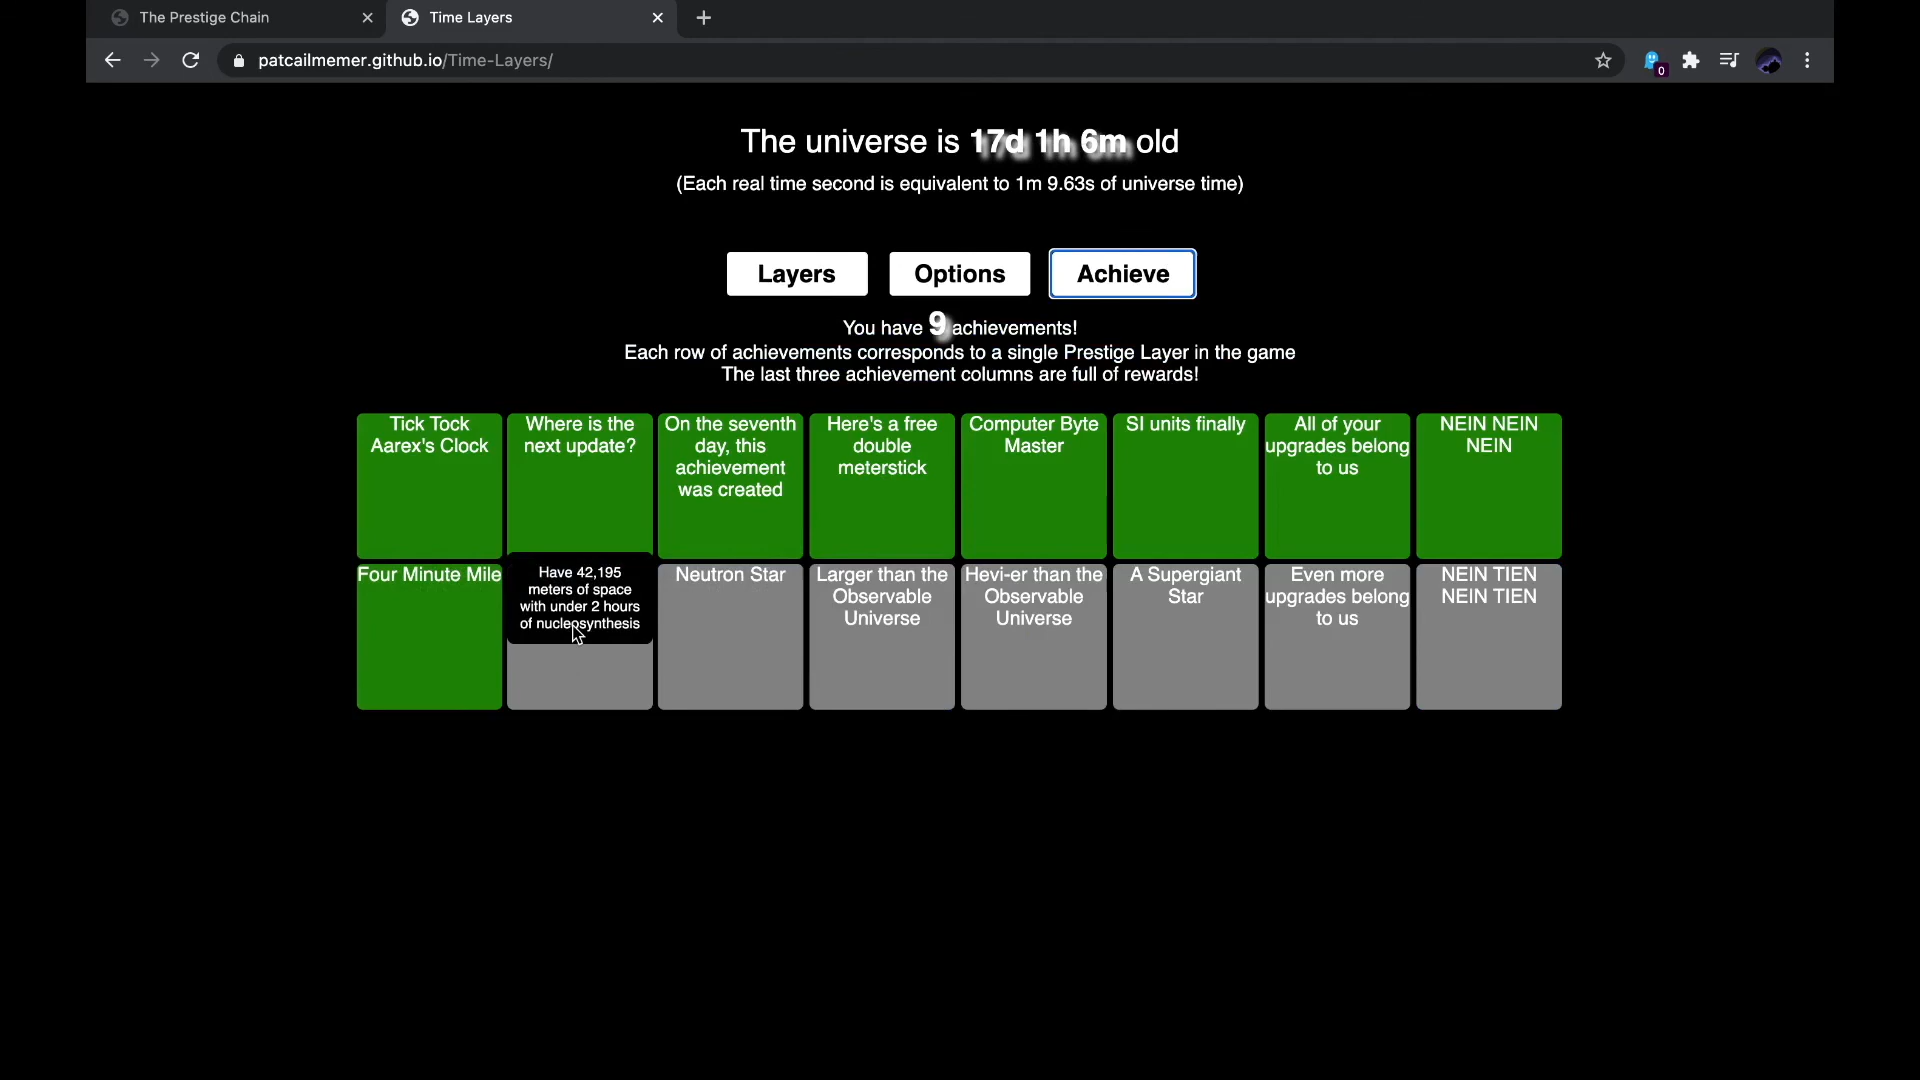 The Prestige Chain
Time Layers
patcailmemer.github.io/Time-Layers/
0
The universe is 17d 1h 6m old
(Each real time second is equivalent to 1m 9.63s of universe time)
Layers
Options
Achieve
You have 9 achievements!
Each row of achievements corresponds to a single Prestige Layer in the game
The last three achievement columns are full of rewards!
Tick Tock
Aarex's Clock
Where is the
next update?
On the seventh
day, this
achievement
was created
Here's a free
double
meterstick
Computer Byte
Master
SI units finally
All of your
upgrades belong
to us
NEIN NEIN
NEIN
Four Minute Mile
Have 42,195
meters of space
with under 2 hours
of nucleosynthesis
Neutron Star
Larger than the
Observable
Universe
Hevi-er than the
Observable
Universe
A Supergiant
Star
Even more
upgrades belong
to us
NEIN TIEN
NEIN TIEN